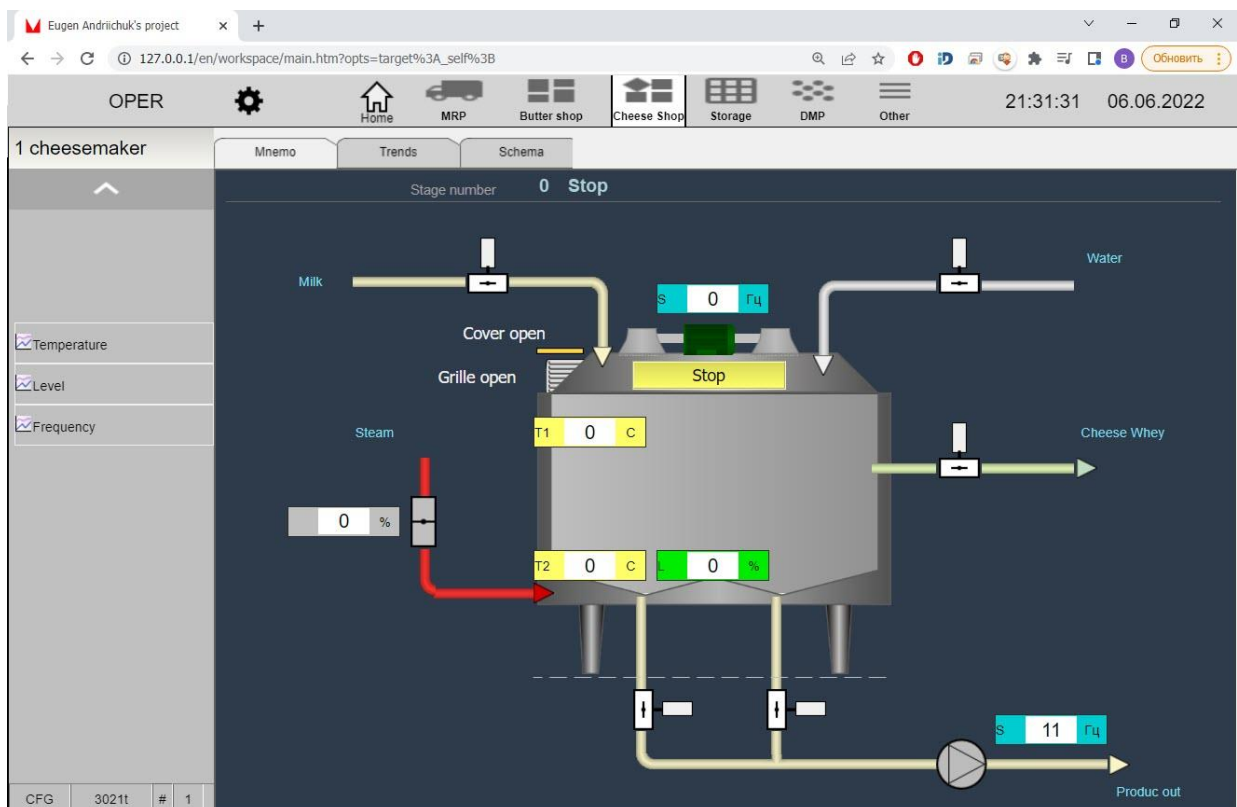 Eugen Andriichuk's project
127.0.0.1/en/workspace/main.htm?opts=target%3A_self%3B
B
Обновить
OPER
Home
MRP
Butter shop
Cheese Shop
Storage
DMP
Other
21:31:31 06.06.2022
1 cheesemaker
Mnemo
Trends
Schema
Stage number 0 Stop
Milk
Water
S 0 Гц
Cover open
Grille open
Stop
Temperature
Level
Frequency
Steam
T1 0 C
Cheese Whey
0 %
T2 0 C
L 0 %
S 11 Гц
Produc out
CFG 3021t # 1